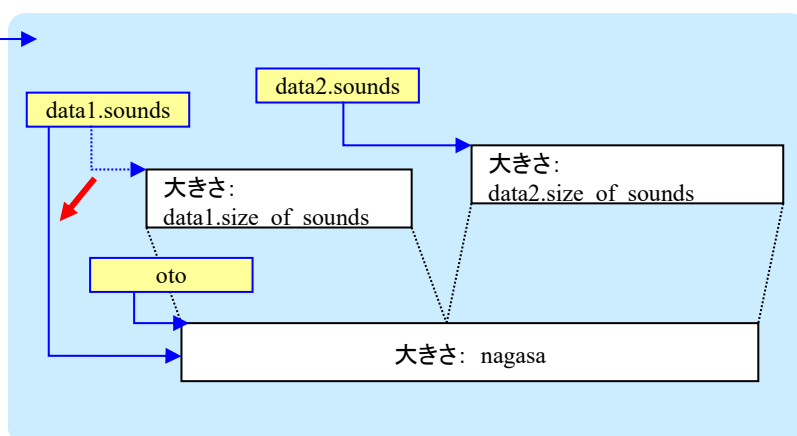 data2.sounds
data1.sounds
大きさ:
data2.size_of_sounds
大きさ:
data1.size_of_sounds
oto
大きさ: nagasa